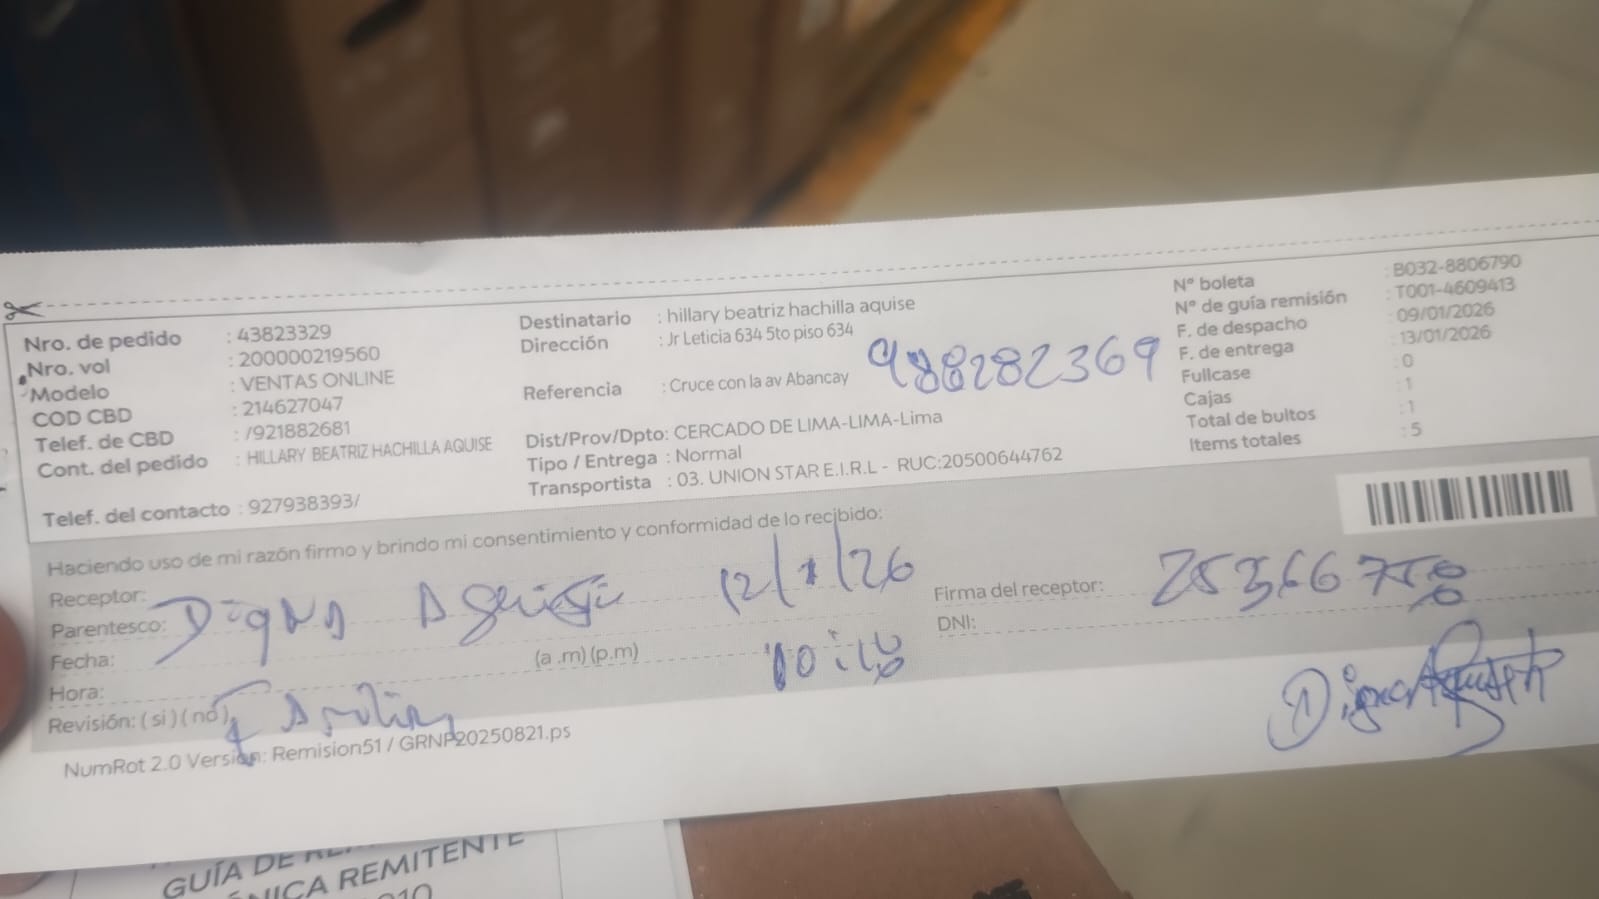 Nro. de pedido : 43823329
Nro. vol : 200000219560
Modelo : VENTAS ONLINE
COD CBD : 214627047
Telef. de CBD : /921882681
Cont. del pedido : HILLARY BEATRIZ HACHILLA AQUISE
Telef. del contacto : 927938393/
Destinatario : hillary beatriz hachilla aquise
Dirección : Jr Leticia 634 5to piso 634
Referencia : Cruce con la av Abancay
988282369
Dist/Prov/Dpto: CERCADO DE LIMA-LIMA-Lima
Tipo / Entrega : Normal
Transportista : 03. UNION STAR E.I.R.L - RUC:20500644762
Nº boleta : B032-8806790
Nº de guía remisión : T001-4609413
F. de despacho : 09/01/2026
F. de entrega : 13/01/2026
Fullcase : 0
Cajas : 1
Total de bultos : 1
Items totales : 5
Haciendo uso de mi razón firmo y brindo mi consentimiento y conformidad de lo recibido:
Receptor:
Parentesco: Digna
Fecha: 12/1/26
Hora: (a .m) (p.m)
Revisión: ( si ) ( no )
Firma del receptor:
DNI:
Digna
NumRot 2.0 Versión: Remision51 / GRNP20250821.ps
GUÍA DE
REMITENTE